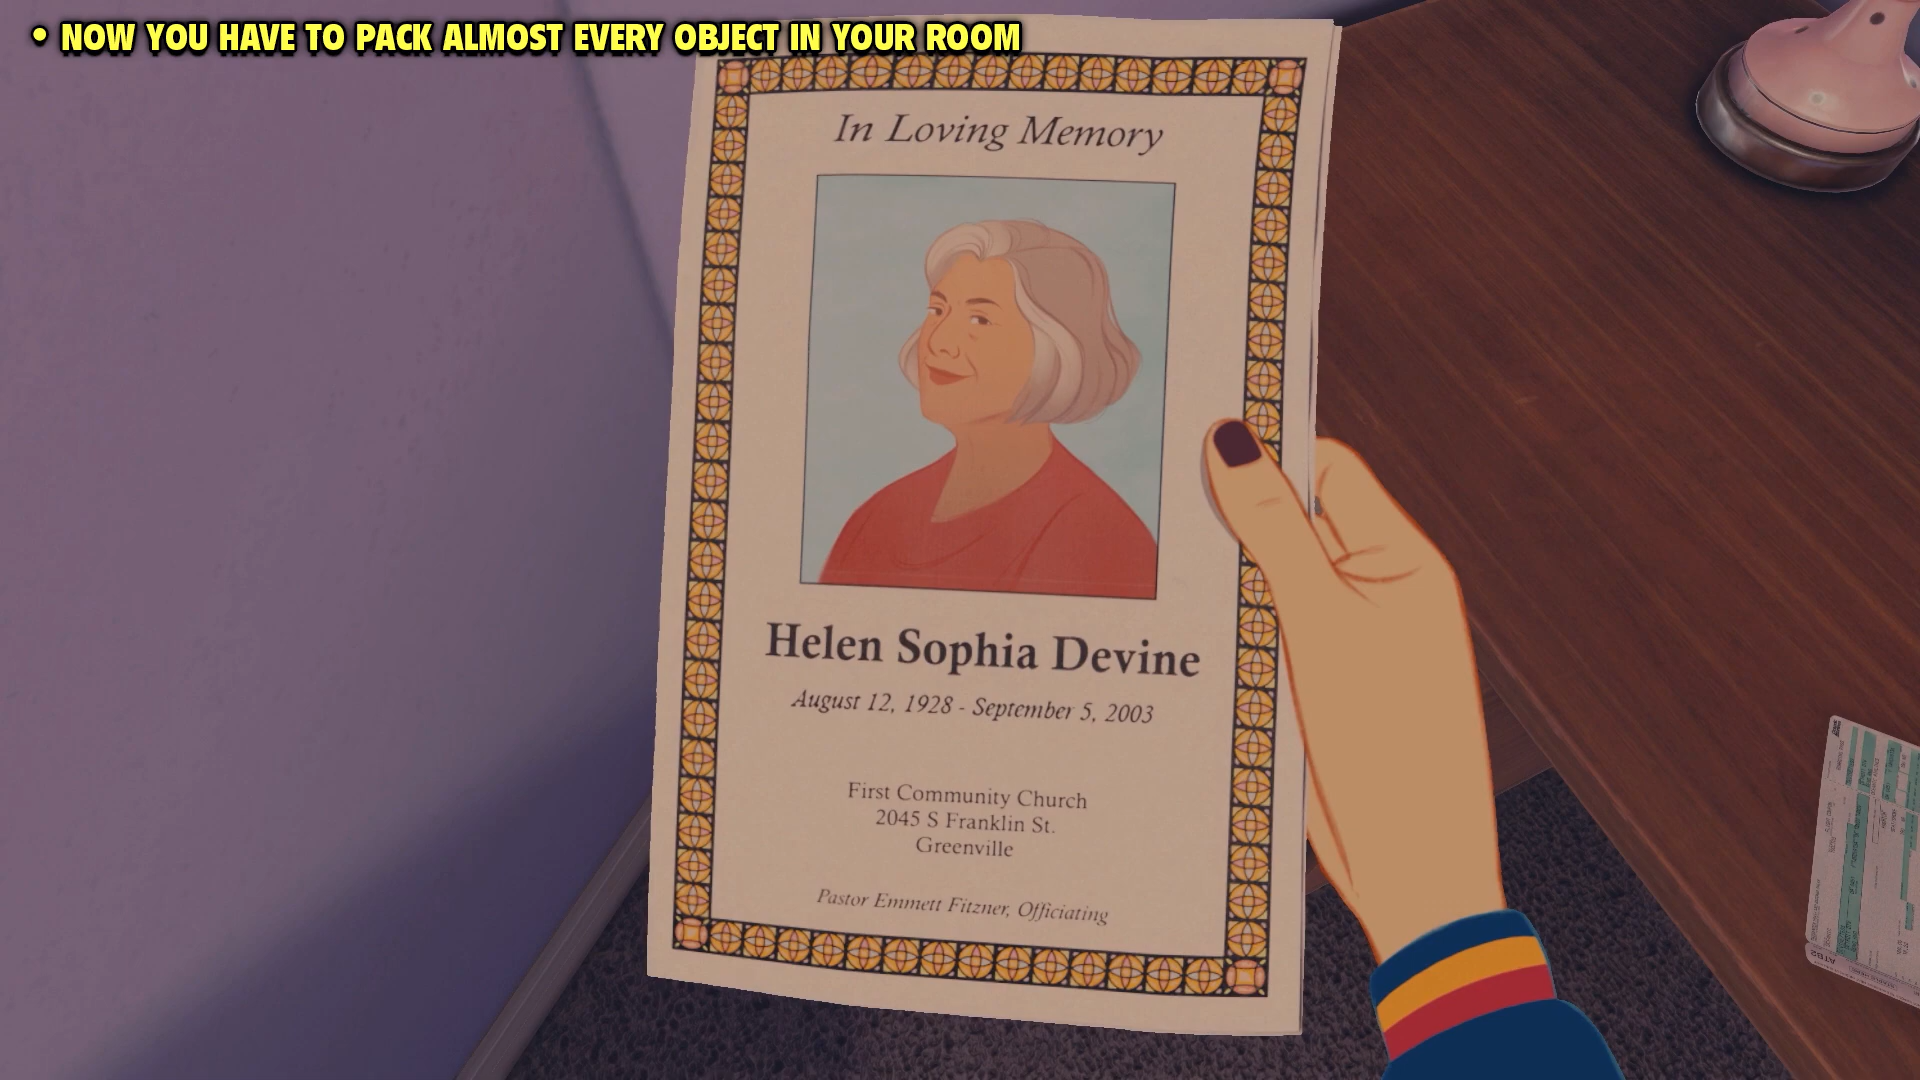 • NOW YOU HAVE TO PACK ALMOST EVERY OBJECT IN YOUR ROOM
In Loving Memory
Helen Sophia Devine
August 12, 1928 - September 5, 2003
First Community Church
2045 S Franklin St.
Greenville
Pastor Emmett Fitzner, Officiating
ATB2